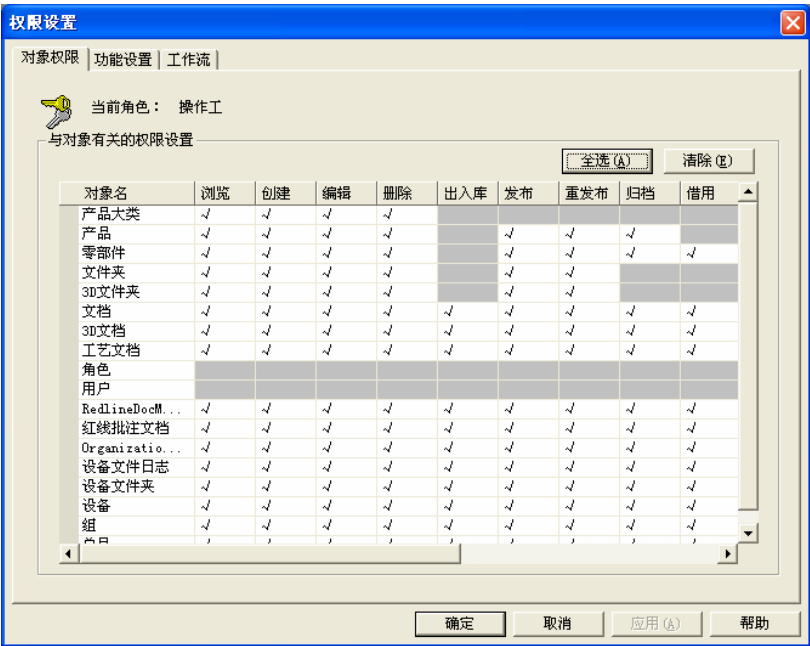 权限设置
对象权限 功能设置 工作流
当前角色： 操作工
与对象有关的权限设置
全选(A) 清除(E)
对象名 浏览 创建 编辑 删除 出入库 发布 重发布 归档 借用
产品大类 √ √ √ √
产品 √ √ √ √ √ √ √
零部件 √ √ √ √ √ √ √ √
文件夹 √ √ √ √ √ √
3D文件夹 √ √ √ √ √ √
文档 √ √ √ √ √ √ √ √ √
3D文档 √ √ √ √ √ √ √ √ √
工艺文档 √ √ √ √ √ √ √ √ √
角色
用户
RedlineDocM... √ √ √ √ √ √ √ √ √
红线批注文档 √ √ √ √ √ √ √ √ √
Organizatio... √ √ √ √ √ √ √ √ √
设备文件日志 √ √ √ √ √ √ √ √ √
设备文件夹 √ √ √ √ √ √ √ √ √
设备 √ √ √ √ √ √ √ √ √
组 √ √ √ √ √ √ √ √ √
确定 取消 应用(A) 帮助